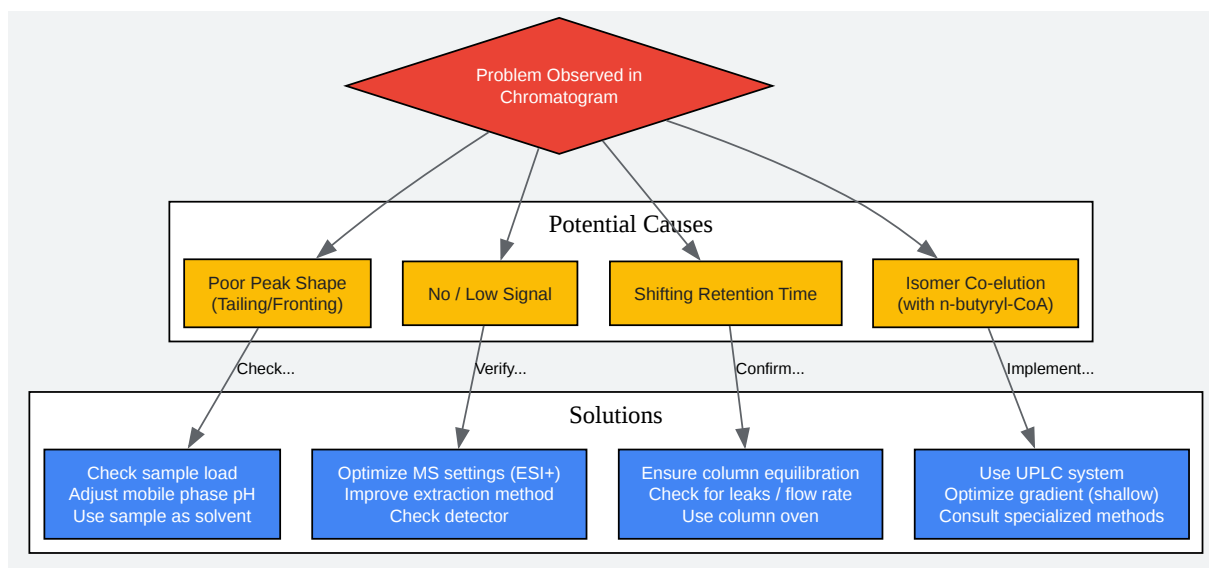 Problem Observed in
Chromatogram
Potential Causes
Poor Peak Shape
(Tailing/Fronting)
No / Low Signal
Shifting Retention Time
Isomer Co-elution
(with n-butyryl-CoA)
Check...
Verify...
Confirm...
Implement...
Solutions
Check sample load
Adjust mobile phase pH
Use sample as solvent
Optimize MS settings (ESI+)
Improve extraction method
Check detector
Ensure column equilibration
Check for leaks / flow rate
Use column oven
Use UPLC system
Optimize gradient (shallow)
Consult specialized methods